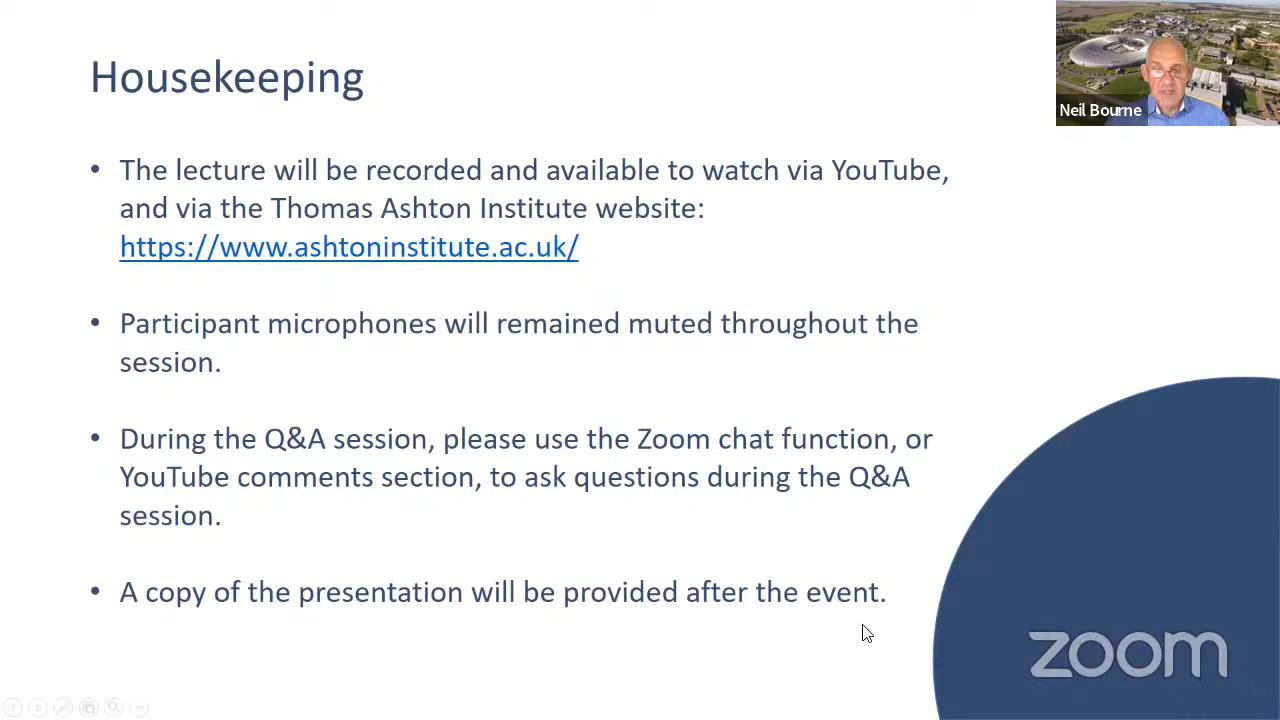 Housekeeping
Neil Bourne
• The lecture will be recorded and available to watch via YouTube,
and via the Thomas Ashton Institute website:
https://www.ashtoninstitute.ac.uk/
• Participant microphones will remained muted throughout the
session.
• During the Q&A session, please use the Zoom chat function, or
YouTube comments section, to ask questions during the Q&A
session.
• A copy of the presentation will be provided after the event.
zoom